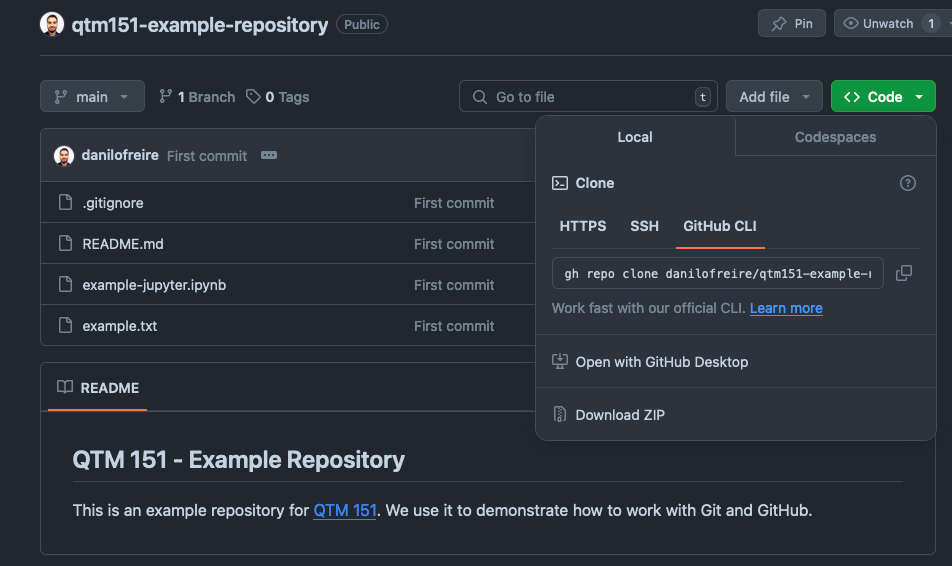 qtm151-example-repository Public Pin Unwatch 1
main 1 Branch 0 Tags Go to file t Add file <> Code
Local Codespaces
danilofreire First commit
Clone
.gitignore First commit
HTTPS SSH GitHub CLI
README.md First commit
gh repo clone danilofreire/qtm151-example-
example-jupyter.ipynb First commit
Work fast with our official CLI. Learn more
example.txt First commit
Open with GitHub Desktop
README
Download ZIP
QTM 151 - Example Repository
This is an example repository for QTM 151. We use it to demonstrate how to work with Git and GitHub.